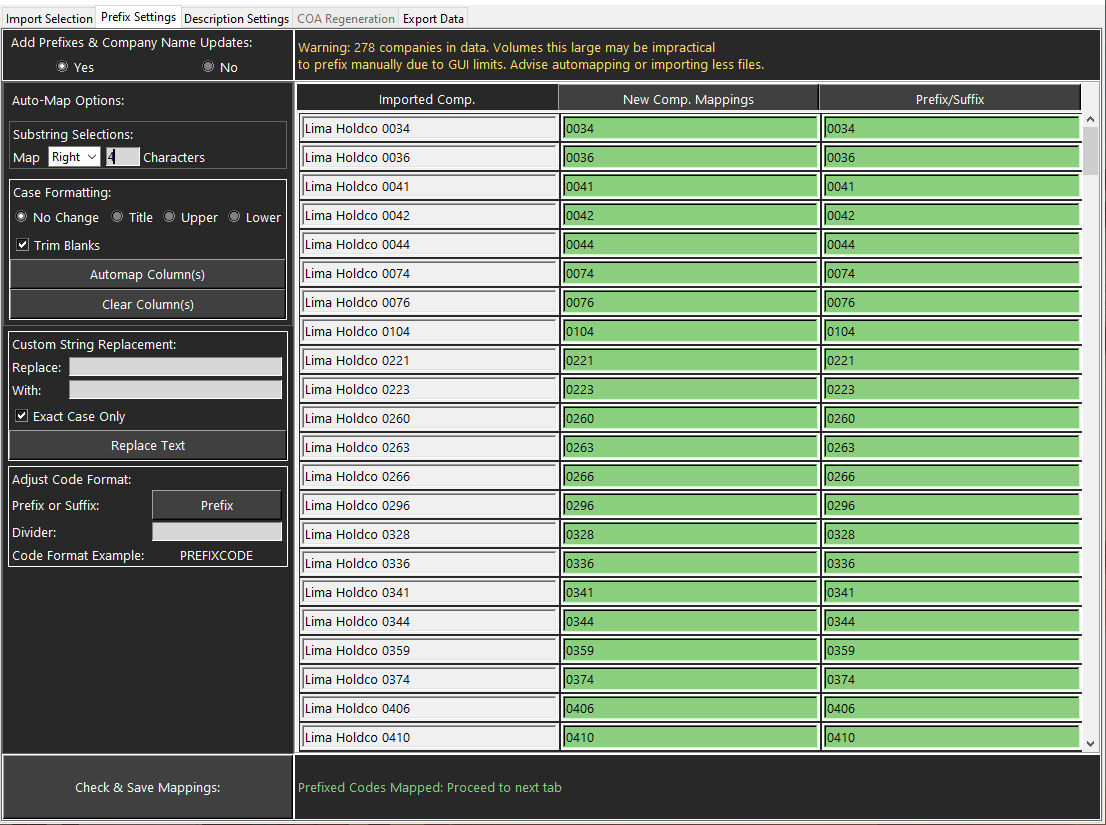 Import Selection Prefix Settings Description Settings COA Regeneration Export Data
Add Prefixes & Company Name Updates:
Yes No
Warning: 278 companies in data. Volumes this large may be impractical
to prefix manually due to GUI limits. Advise automapping or importing less files.
Auto-Map Options:
Substring Selections:
Map Right 4 Characters
Case Formatting:
No Change Title Upper Lower
Trim Blanks
Automap Column(s)
Clear Column(s)
Custom String Replacement:
Replace:
With:
Exact Case Only
Replace Text
Adjust Code Format:
Prefix or Suffix: Prefix
Divider:
Code Format Example: PREFIXCODE
Imported Comp. New Comp. Mappings Prefix/Suffix
Lima Holdco 0034 0034 0034
Lima Holdco 0036 0036 0036
Lima Holdco 0041 0041 0041
Lima Holdco 0042 0042 0042
Lima Holdco 0044 0044 0044
Lima Holdco 0074 0074 0074
Lima Holdco 0076 0076 0076
Lima Holdco 0104 0104 0104
Lima Holdco 0221 0221 0221
Lima Holdco 0223 0223 0223
Lima Holdco 0260 0260 0260
Lima Holdco 0263 0263 0263
Lima Holdco 0266 0266 0266
Lima Holdco 0296 0296 0296
Lima Holdco 0328 0328 0328
Lima Holdco 0336 0336 0336
Lima Holdco 0341 0341 0341
Lima Holdco 0344 0344 0344
Lima Holdco 0359 0359 0359
Lima Holdco 0374 0374 0374
Lima Holdco 0406 0406 0406
Lima Holdco 0410 0410 0410
Check & Save Mappings:
Prefixed Codes Mapped: Proceed to next tab